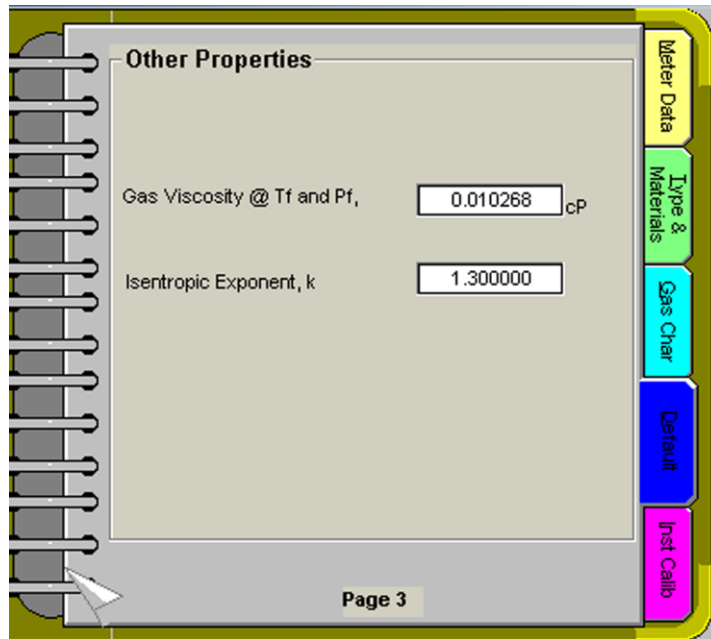 Other Properties
Gas Viscosity @ Tf and Pf, 0.010268 cP
Isentropic Exponent, k 1.300000
Page 3
Meter Data
Type &
Materials
Gas Char
Default
Inst Calib